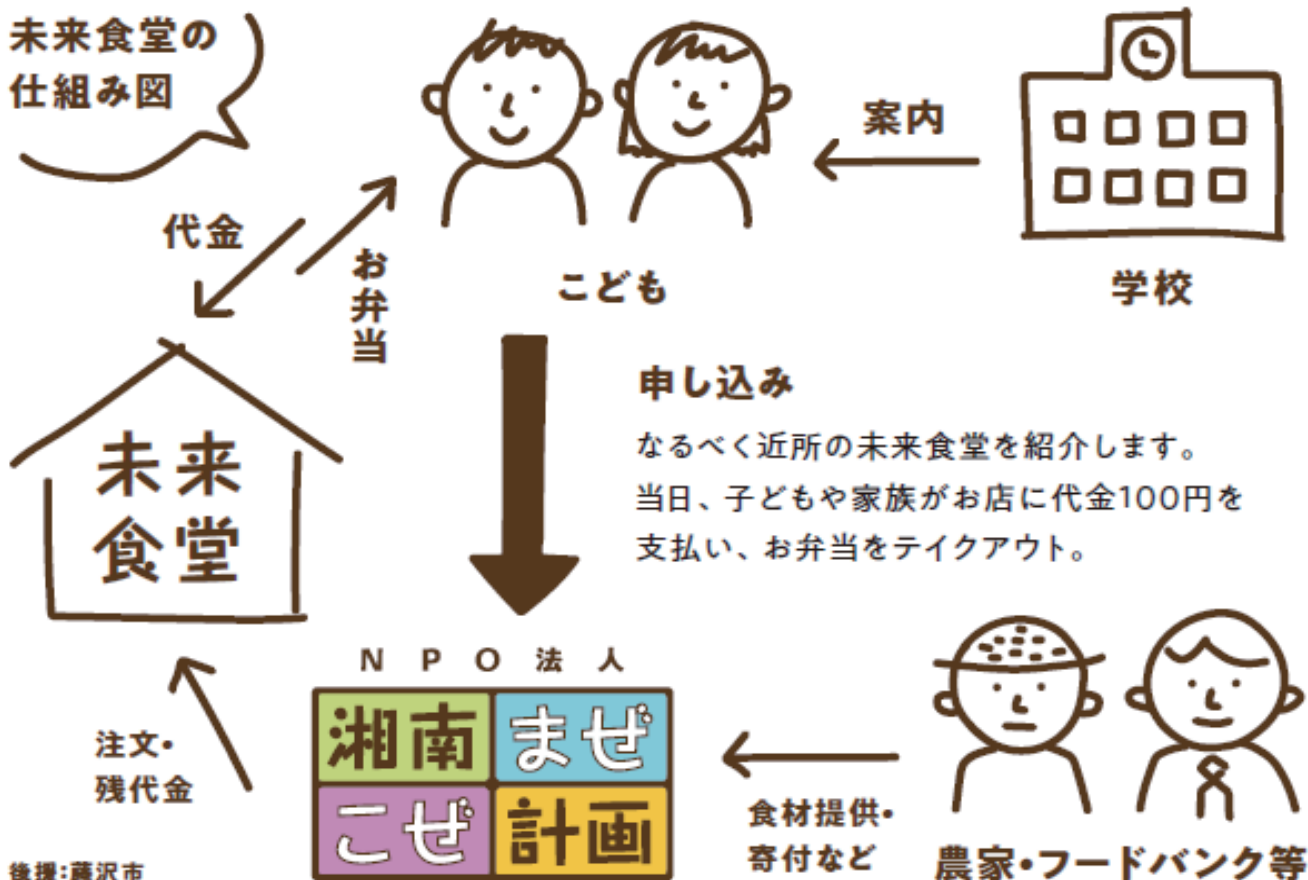 未来食堂の
仕組み図
案内
学校
代金
お弁当
こども
申し込み
なるべく近所の未来食堂を紹介します。
当日、子どもや家族がお店に代金100円を
支払い、お弁当をテイクアウト。
未来
食堂
NPO法人
湘南まぜ
こぜ計画
注文・
残代金
食材提供・
寄付など
農家・フードバンク等
後援:藤沢市